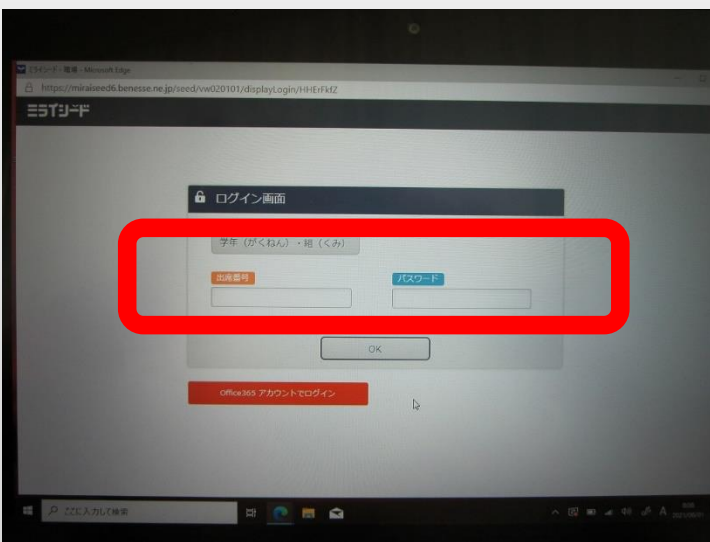 ミライシード - 職場 - Microsoft Edge
https://miraiseed6.benesse.ne.jp/seed/vw020101/displayLogin/HHErFkfZ
ミライシード
ログイン画面
学年（がくねん）・組（くみ）
出席番号
パスワード
OK
Office365 アカウントでログイン
ここに入力して検索
A